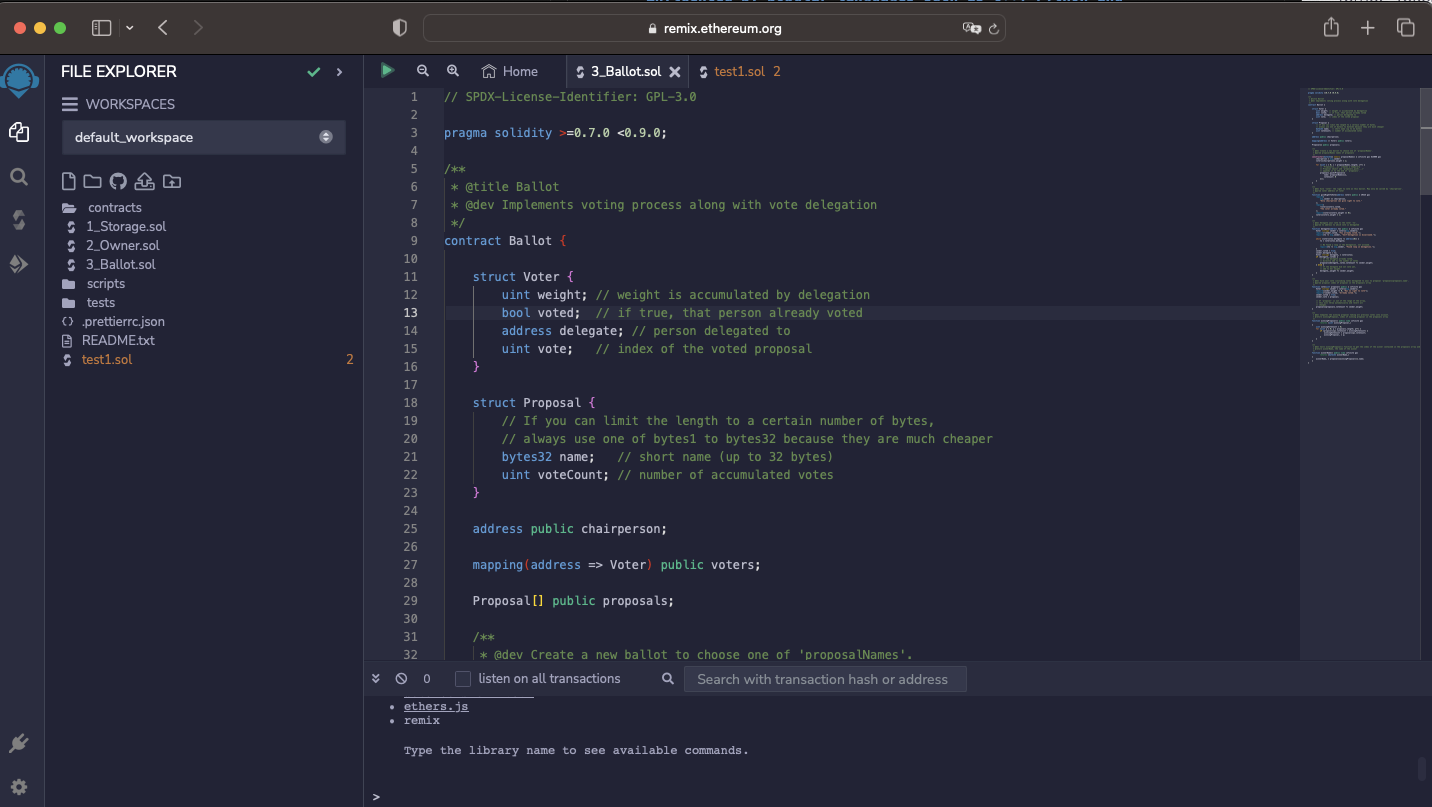 remix.ethereum.org
FILE EXPLORER
WORKSPACES
default_workspace
contracts
1_Storage.sol
2_Owner.sol
3_Ballot.sol
scripts
tests
.prettierrc.json
README.txt
test1.sol 2
Home
3_Ballot.sol
test1.sol 2
1 // SPDX-License-Identifier: GPL-3.0
2
3 pragma solidity >=0.7.0 <0.9.0;
4
5 /**
6 * @title Ballot
7 * @dev Implements voting process along with vote delegation
8 */
9 contract Ballot {
10
11 struct Voter {
12 uint weight; // weight is accumulated by delegation
13 bool voted; // if true, that person already voted
14 address delegate; // person delegated to
15 uint vote; // index of the voted proposal
16 }
17
18 struct Proposal {
19 // If you can limit the length to a certain number of bytes,
20 // always use one of bytes1 to bytes32 because they are much cheaper
21 bytes32 name; // short name (up to 32 bytes)
22 uint voteCount; // number of accumulated votes
23 }
24
25 address public chairperson;
26
27 mapping(address => Voter) public voters;
28
29 Proposal[] public proposals;
30
31 /**
32 * @dev Create a new ballot to choose one of 'proposalNames'.
0
listen on all transactions
Search with transaction hash or address
• ethers.js
• remix
Type the library name to see available commands.
>